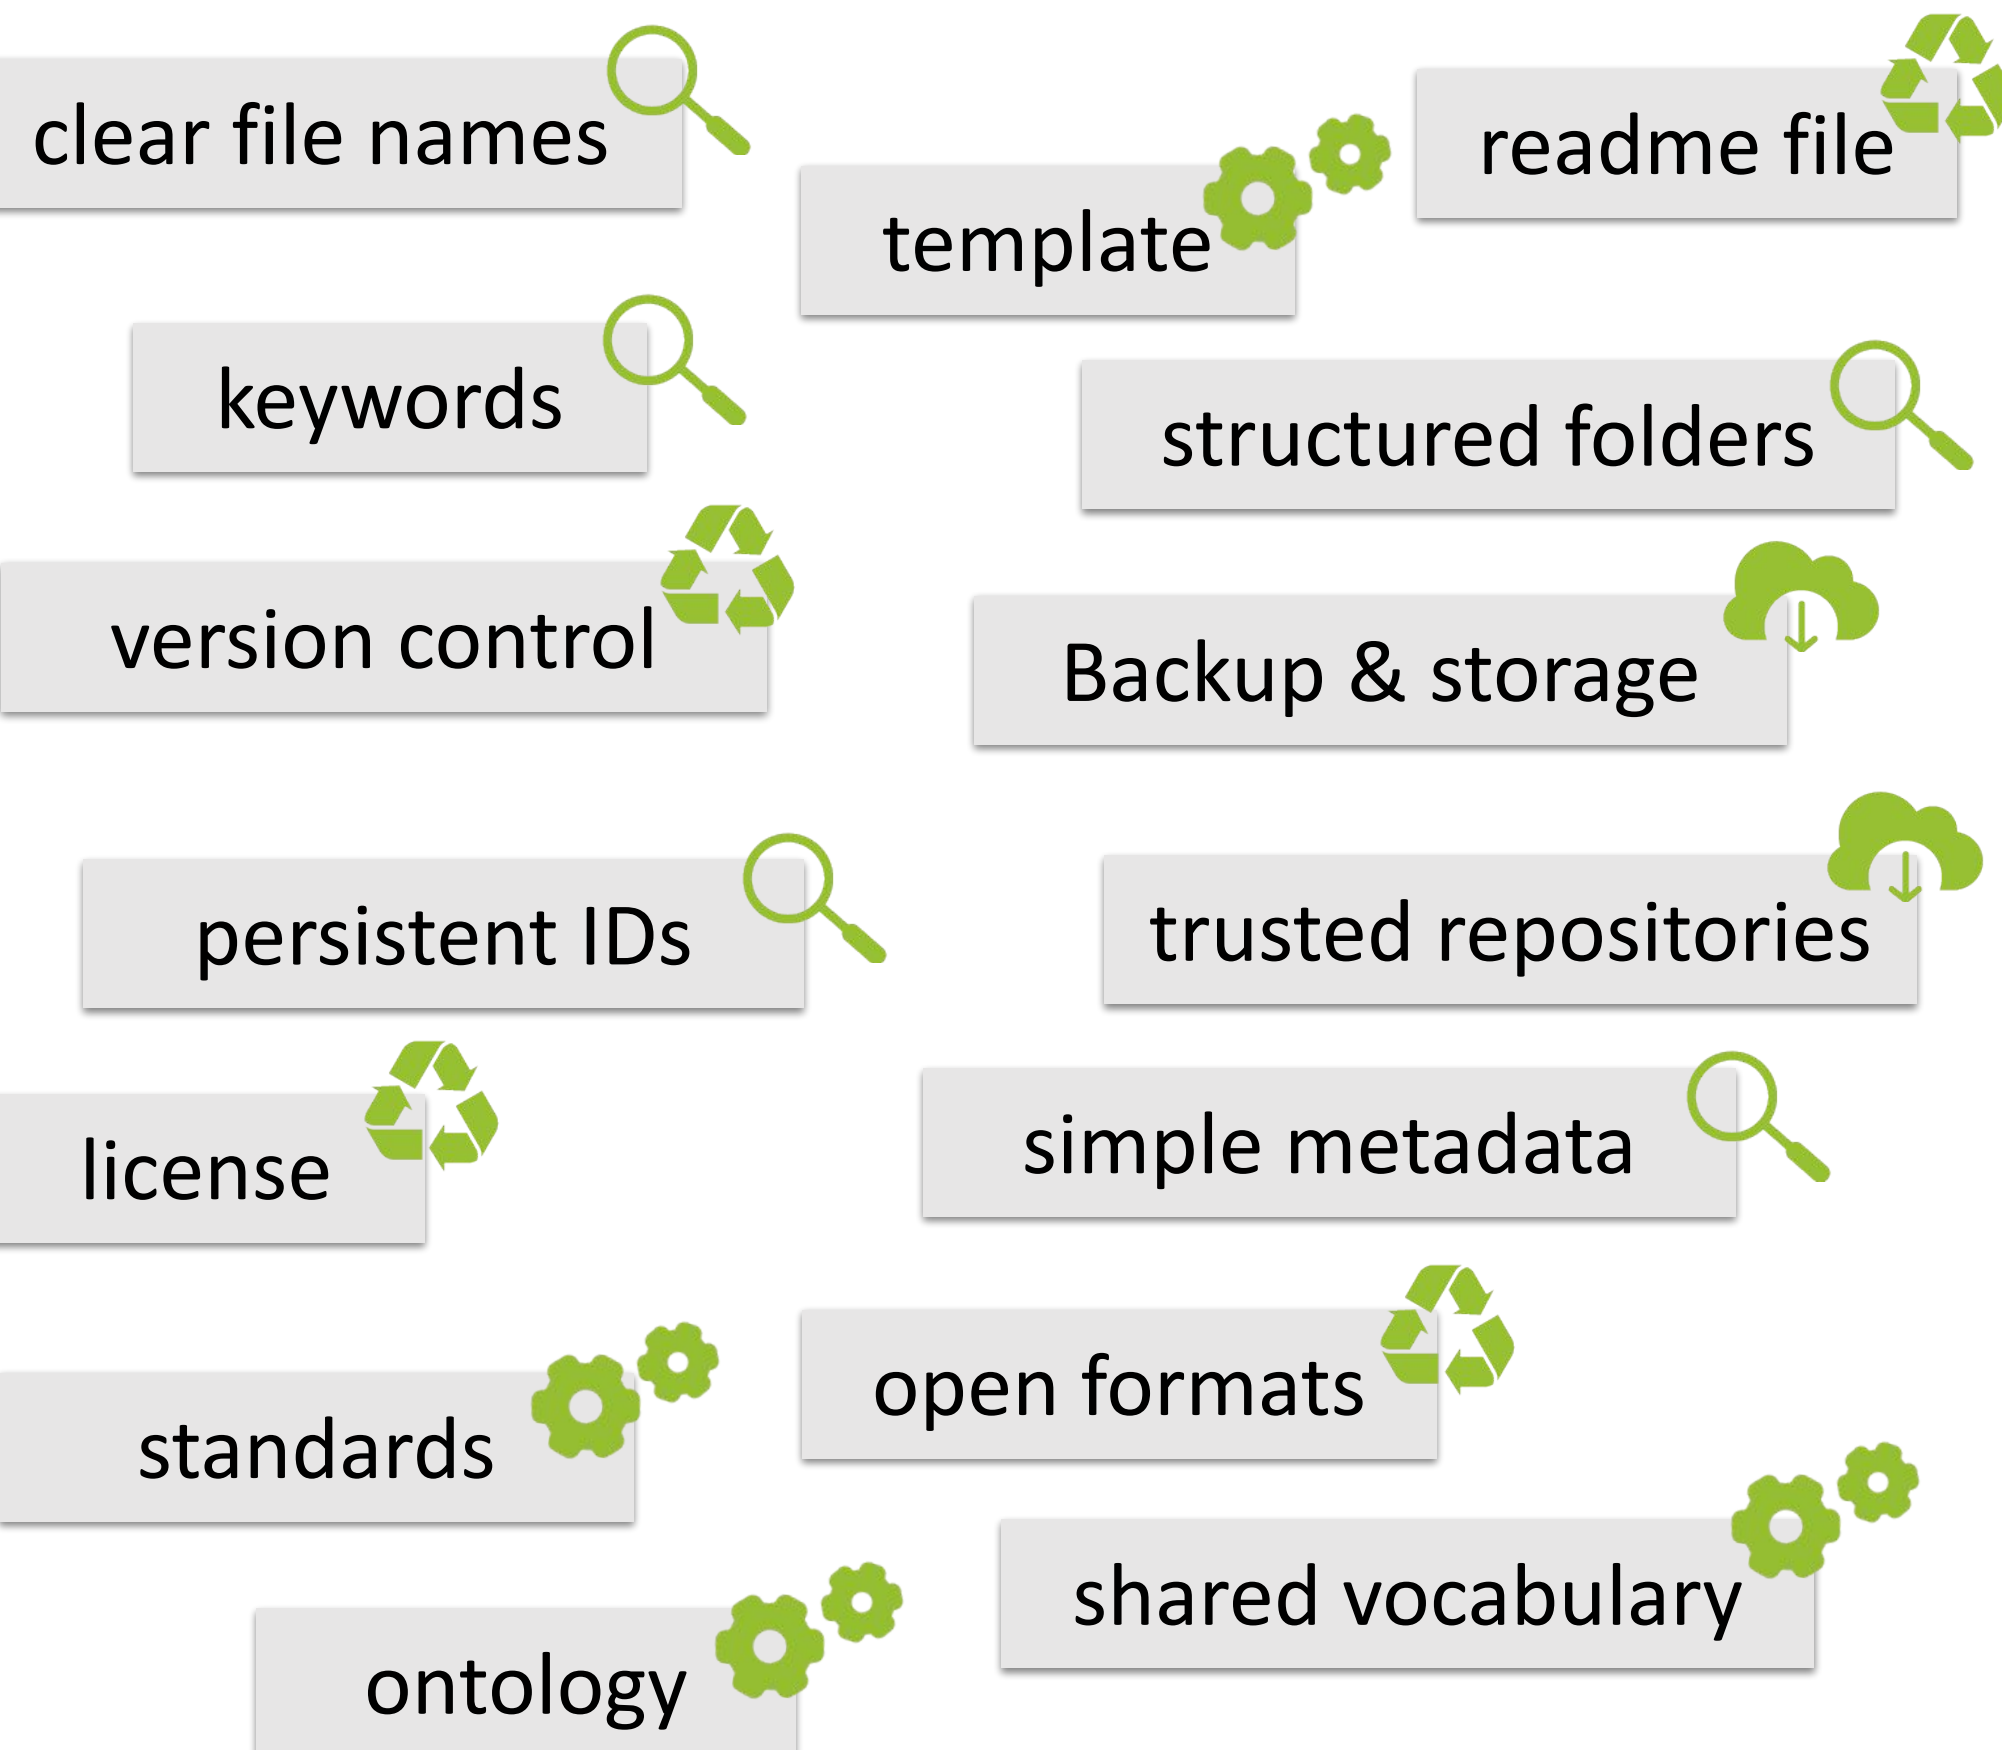 clear file names
readme file
template
keywords
structured folders
version control
Backup & storage
persistent IDs
trusted repositories
license
simple metadata
open formats
standards
shared vocabulary
ontology